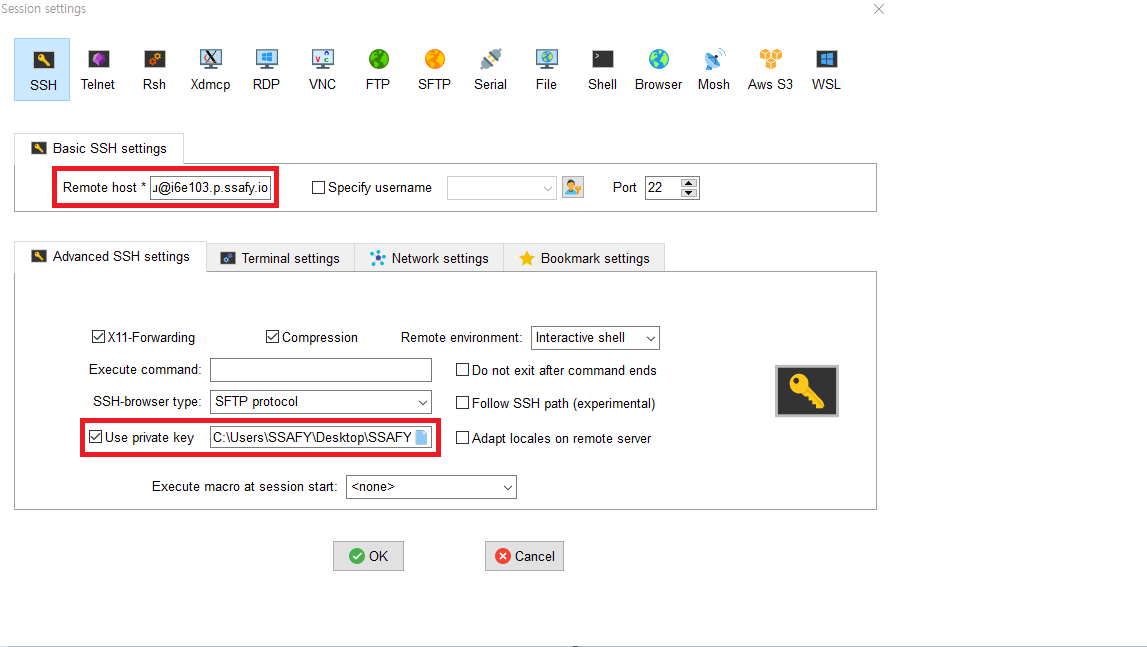 Session settings
SSH Telnet Rsh Xdmcp RDP VNC FTP SFTP Serial File Shell Browser Mosh Aws S3 WSL
Basic SSH settings
Remote host * u@i6e103.p.ssafy.io Specify username Port 22
Advanced SSH settings Terminal settings Network settings Bookmark settings
X11-Forwarding Compression Remote environment: Interactive shell
Execute command: Do not exit after command ends
SSH-browser type: SFTP protocol Follow SSH path (experimental)
Use private key C:\Users\SSAFY\Desktop\SSAFY Adapt locales on remote server
Execute macro at session start: <none>
OK Cancel